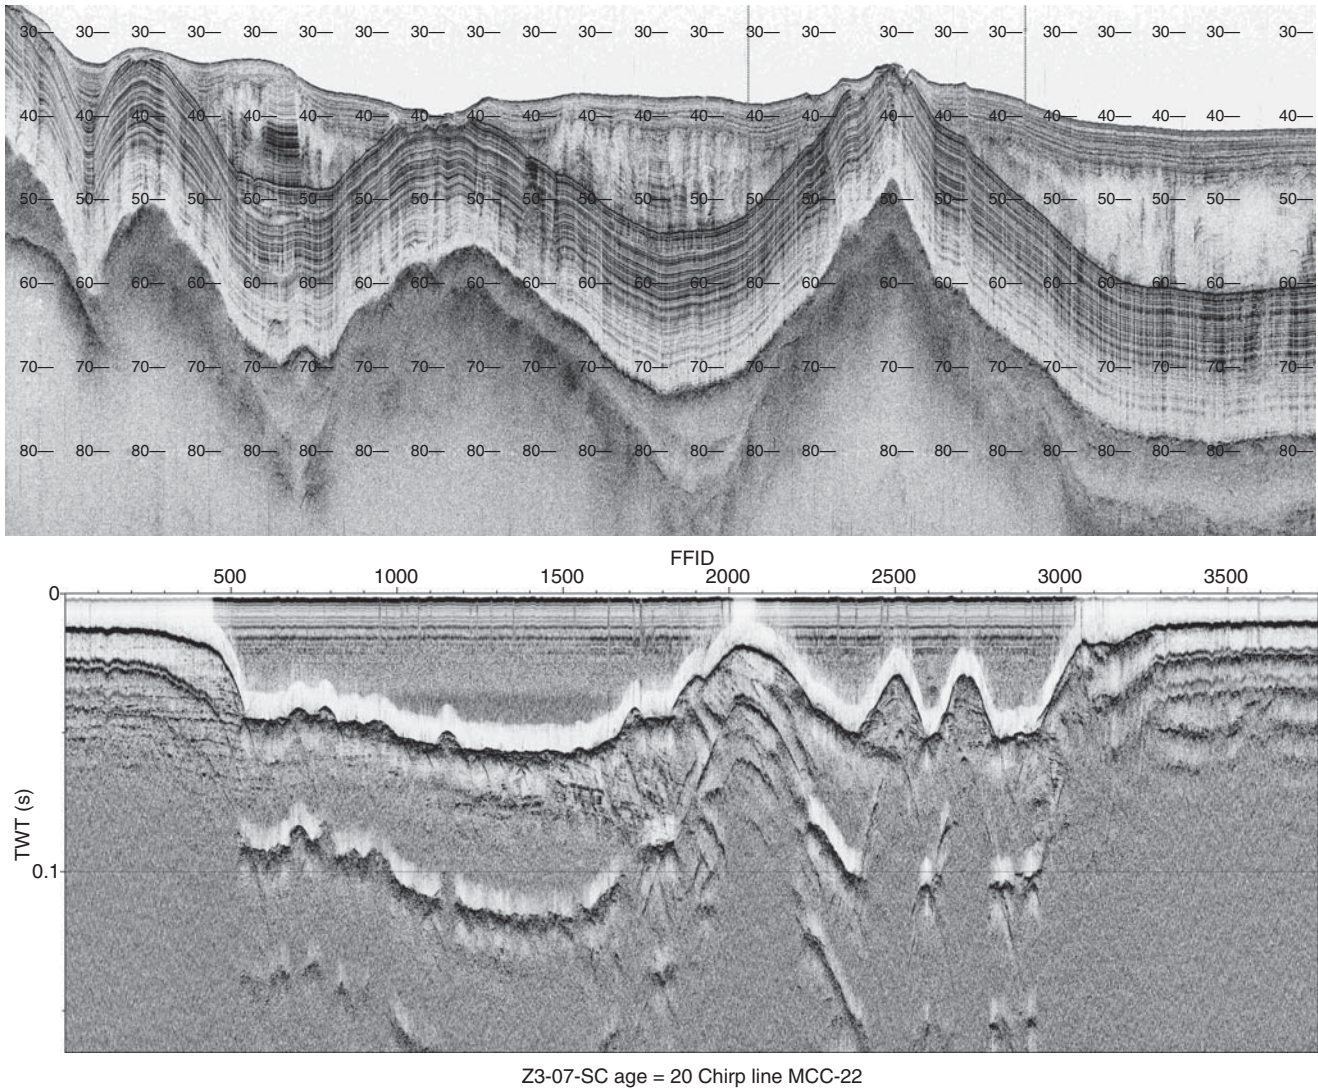 30— 30— 30— 30— 30— 30— 30— 30— 30— 30— 30— 30— 30— 30— 30— 30— 30— 30— 30— 30— 30— 30— 30—
40— 40— 40— 40— 40— 40— 40— 40— 40— 40— 40— 40— 40— 40— 40— 40— 40— 40— 40— 40— 40— 40— 40—
50— 50— 50— 50— 50— 50— 50— 50— 50— 50— 50— 50— 50— 50— 50— 50— 50— 50— 50— 50— 50— 50— 50—
60— 60— 60— 60— 60— 60— 60— 60— 60— 60— 60— 60— 60— 60— 60— 60— 60— 60— 60— 60— 60— 60— 60—
70— 70— 70— 70— 70— 70— 70— 70— 70— 70— 70— 70— 70— 70— 70— 70— 70— 70— 70— 70— 70— 70— 70—
80— 80— 80— 80— 80— 80— 80— 80— 80— 80— 80— 80— 80— 80— 80— 80— 80— 80— 80— 80— 80— 80— 80—
FFID
500 1000 1500 2000 2500 3000 3500
0
TWT (s)
0.1
Z3-07-SC age = 20 Chirp line MCC-22